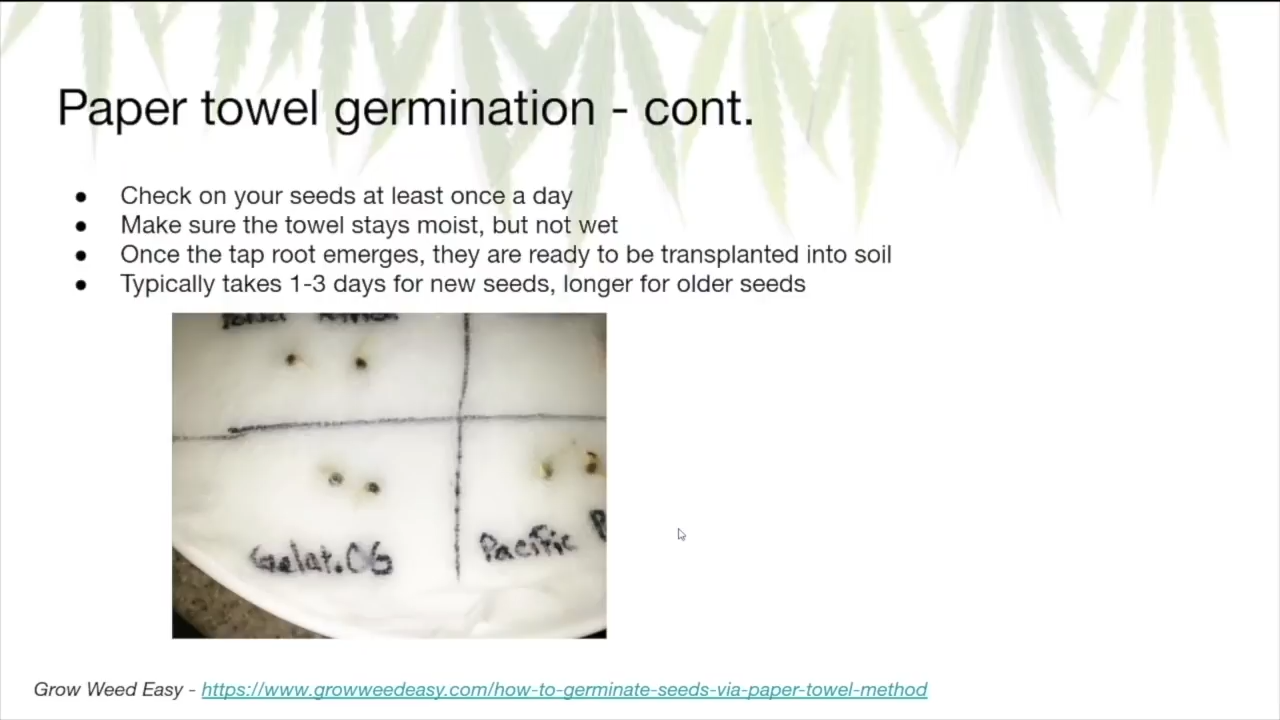 Paper towel germination - cont.
● Check on your seeds at least once a day
● Make sure the towel stays moist, but not wet
● Once the tap root emerges, they are ready to be transplanted into soil
● Typically takes 1-3 days for new seeds, longer for older seeds
Gelat.OG
Pacific
Grow Weed Easy - https://www.growweedeasy.com/how-to-germinate-seeds-via-paper-towel-method